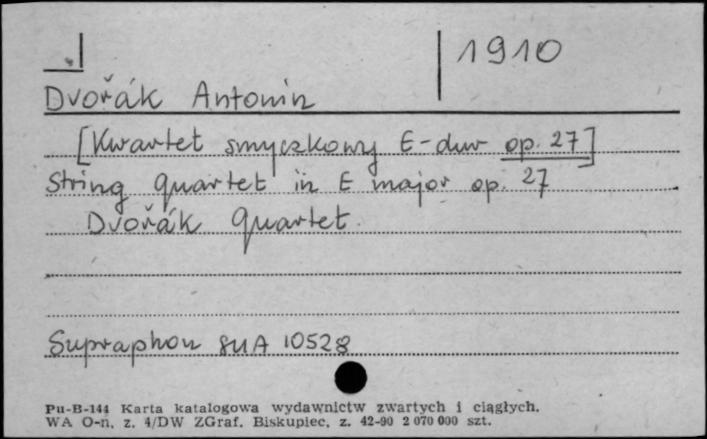 1910
Dvořák Antonin
[Kwartet smyczkowy E-dur op. 27]
String quartet in E major op. 27
Dvořák Quartet
Supraphon SUA 10528
Pu-B-144 Karta katalogowa wydawnictw zwartych i ciągłych.
WA O-n. z. 4/DW ZGraf. Biskupiec, z. 42-90 2 070 000 szt.